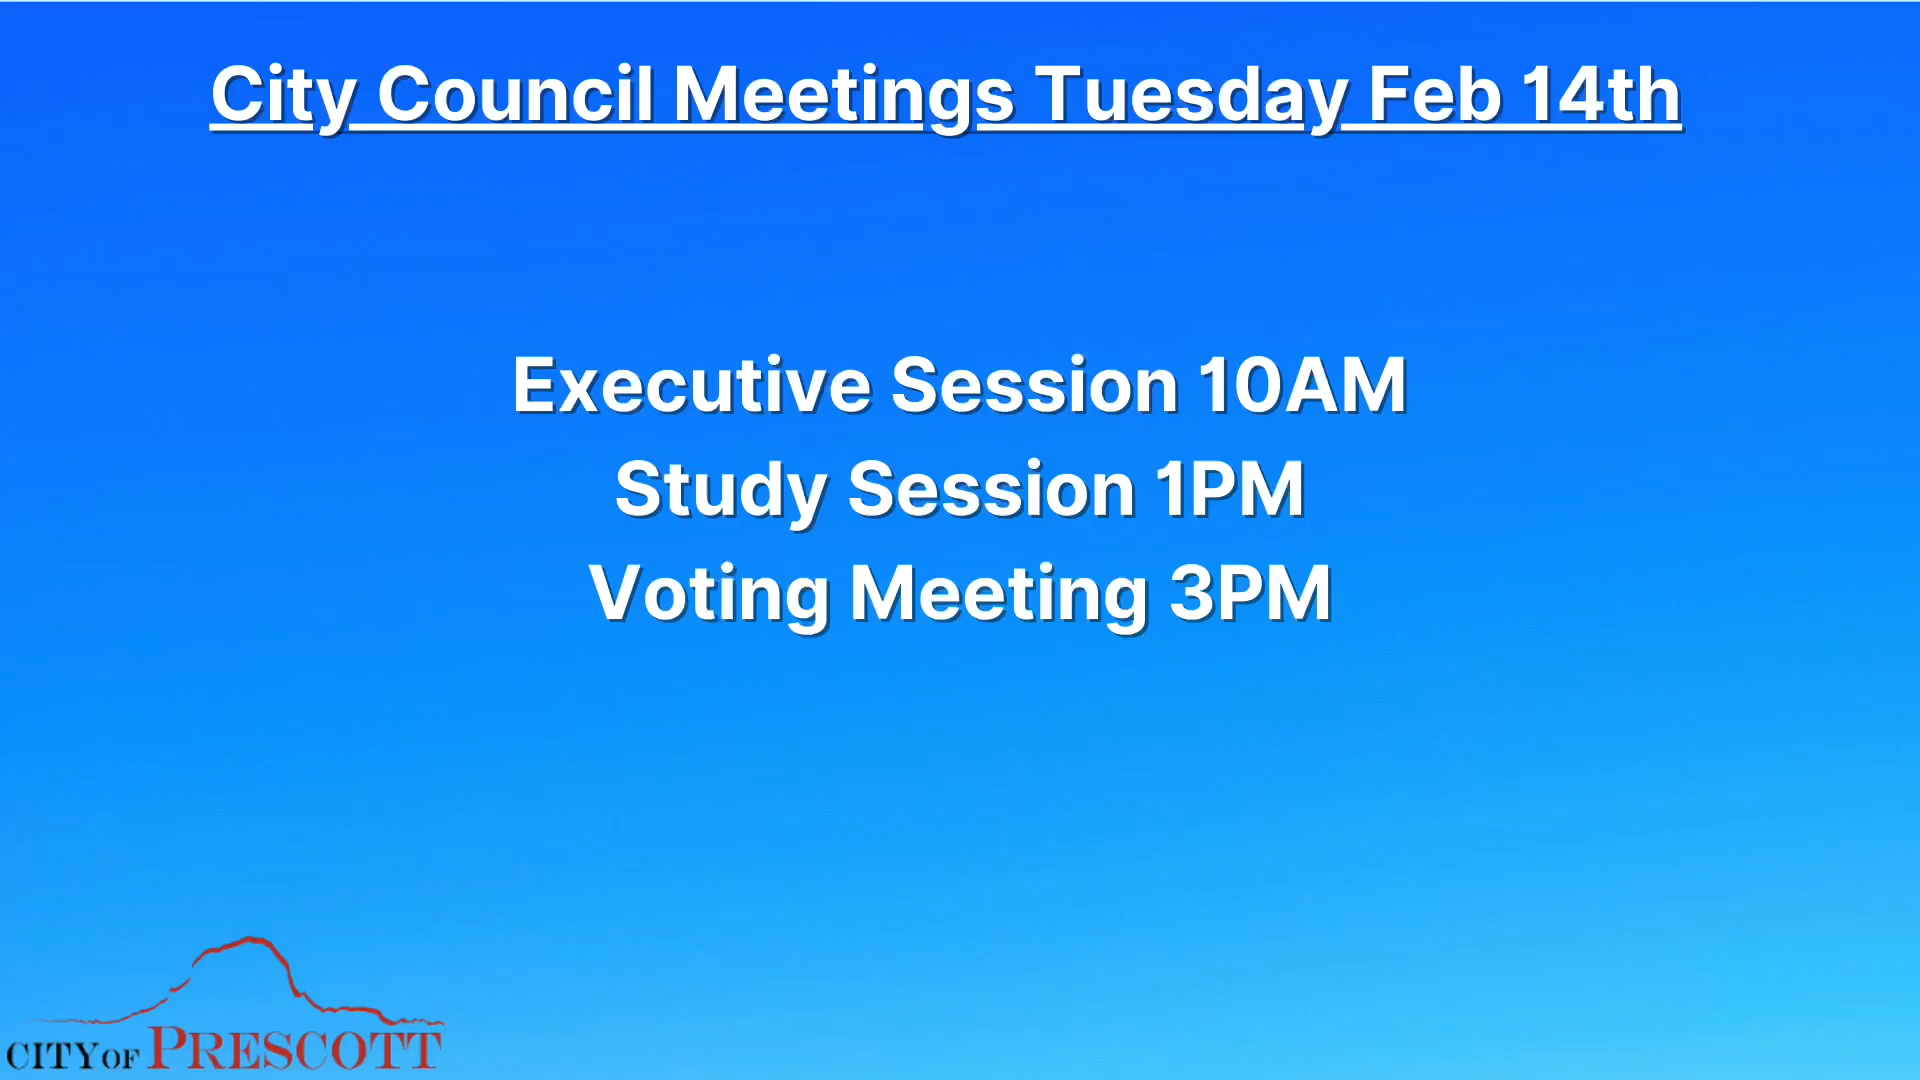 City Council Meetings Tuesday Feb 14th
Executive Session 10AM
Study Session 1PM
Voting Meeting 3PM
CITY OF PRESCOTT